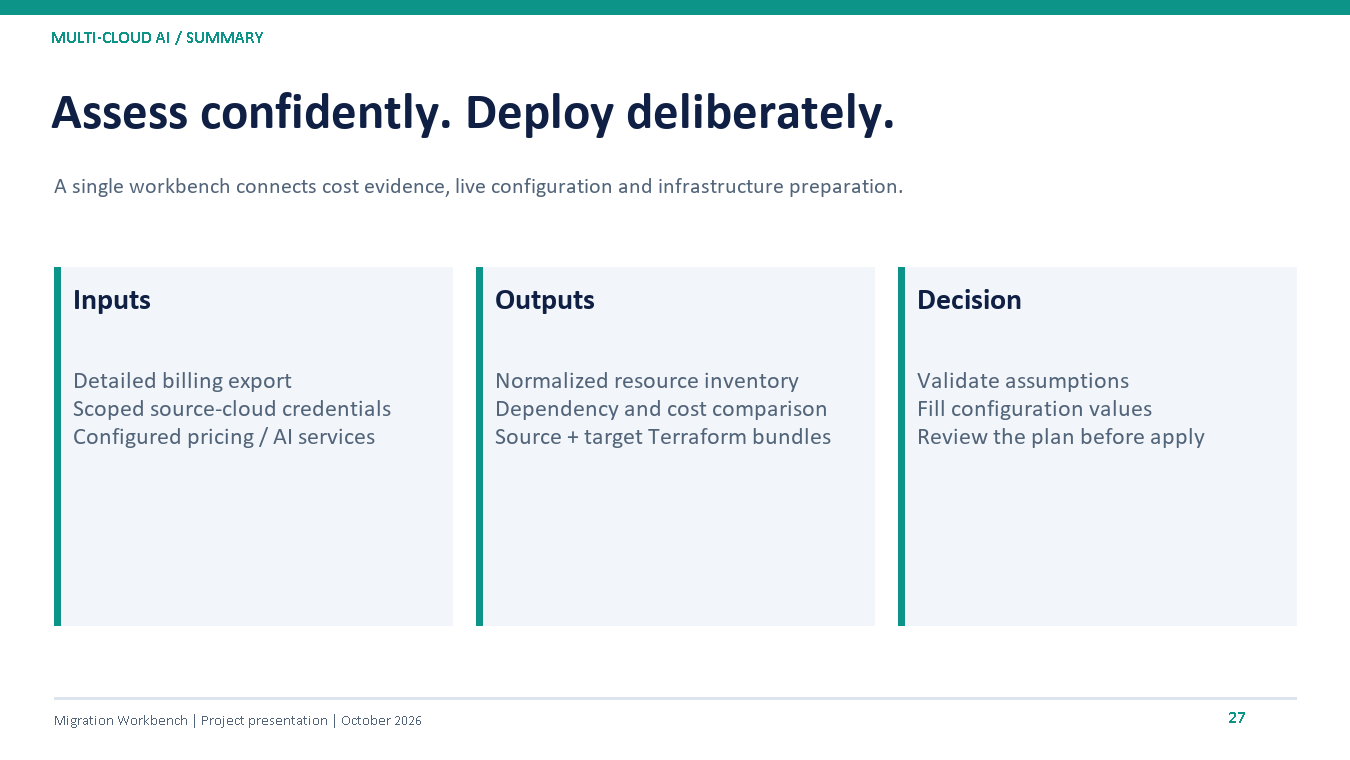 MULTI-CLOUD AI / SUMMARY
Assess confidently. Deploy deliberately.
A single workbench connects cost evidence, live configuration and infrastructure preparation.
Inputs
Detailed billing export
Scoped source-cloud credentials
Configured pricing / AI services
Outputs
Normalized resource inventory
Dependency and cost comparison
Source + target Terraform bundles
Decision
Validate assumptions
Fill configuration values
Review the plan before apply
Migration Workbench | Project presentation | October 2026
27